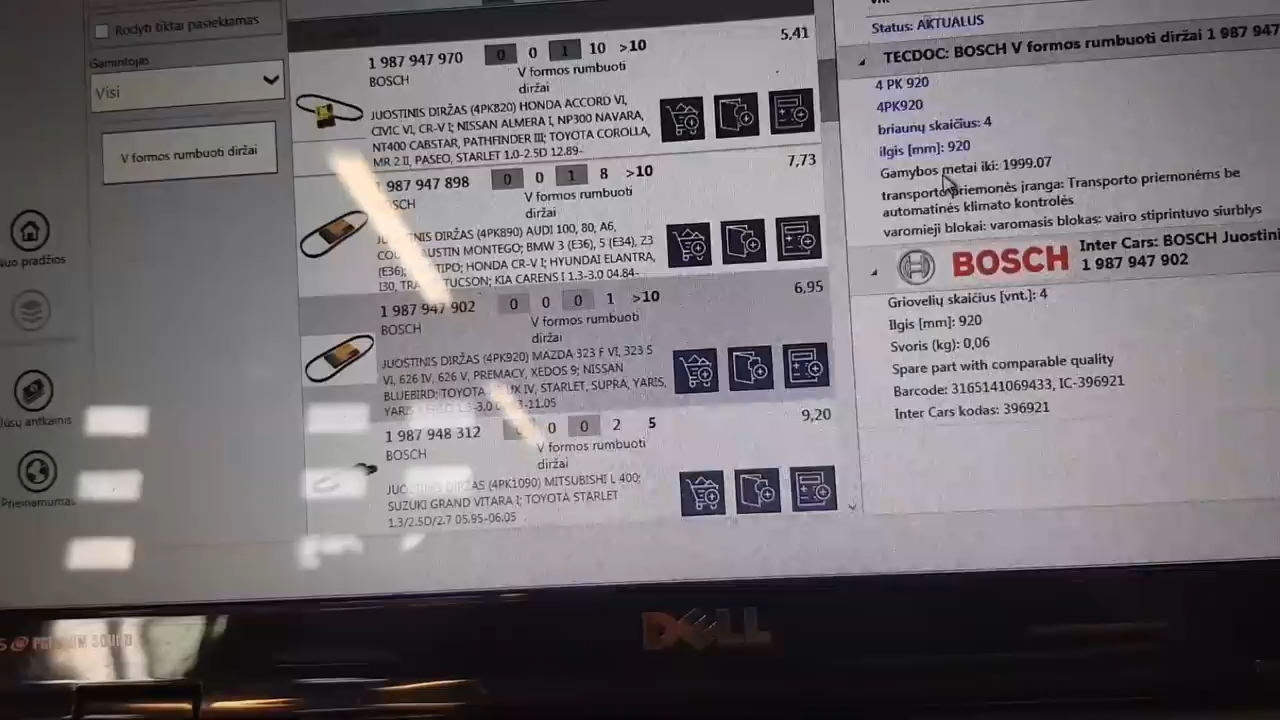 Rodyti tiktai pasiekiamas
Gamintojas
Visi
V formos rumbuoti diržai
Nuo pradžios
Jūsų antkainis
Prieinamumas
1 987 947 970 0 0 1 10 >10 5,41
BOSCH V formos rumbuoti
diržai
JUOSTINIS DIRŽAS (4PK820) HONDA ACCORD VI,
CIVIC VI, CR-V I; NISSAN ALMERA I, NP300 NAVARA,
NT400 CABSTAR, PATHFINDER III; TOYOTA COROLLA,
MR 2 II, PASEO, STARLET 1.0-2.5D 12.89-
987 947 898 0 0 1 8 >10 7,73
V formos rumbuoti
diržai
JUOSTINIS DIRŽAS (4PK890) AUDI 100, 80, A6,
AUSTIN MONTEGO; BMW 3 (E36), 5 (E34), Z3
(E36); TIPO; HONDA CR-V I; HYUNDAI ELANTRA,
I30, TUCSON; KIA CARENS I 1.3-3.0 04.84-
1 987 947 902 0 0 0 1 >10 6,95
BOSCH V formos rumbuoti
diržai
JUOSTINIS DIRŽAS (4PK920) MAZDA 323 F VI, 323 S
VI, 626 IV, 626 V, PREMACY, XEDOS 9; NISSAN
BLUEBIRD; TOYOTA IV, STARLET, SUPRA, YARIS,
1 987 948 312 0 0 2 5 9,20
BOSCH V formos rumbuoti
diržai
DIRŽAS (4PK1090) MITSUBISHI L 400;
SUZUKI GRAND VITARA I; TOYOTA STARLET
1.3/2.5D/2.7 05.95-06.05
Status: AKTUALUS
TECDOC: BOSCH V formos rumbuoti diržai 1 987 947
4 PK 920
4PK920
briaunų skaičius: 4
ilgis [mm]: 920
Gamybos metai iki: 1999.07
transporto priemonės įranga: Transporto priemonėms be
automatinės klimato kontrolės
varomieji blokai: varomasis blokas: vairo stiprintuvo siurblys
BOSCH Inter Cars: BOSCH Juostini
1 987 947 902
Griovelių skaičius [vnt.]: 4
Ilgis [mm]: 920
Svoris (kg): 0,06
Spare part with comparable quality
Barcode: 3165141069433, IC-396921
Inter Cars kodas: 396921
DELL